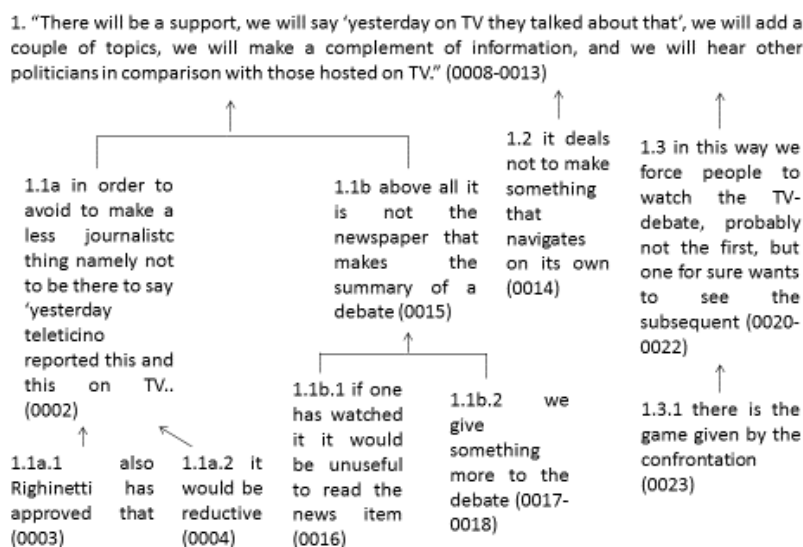 1. “There will be a support, we will say ‘yesterday on TV they talked about that’, we will add a
couple of topics, we will make a complement of information, and we will hear other
politicians in comparison with those hosted on TV.” (0008-0013)
1.1a in order to
avoid to make a
less journalistc
thing namely not
to be there to say
‘yesterday
teleticino
reported this and
this on TV..
(0002)
1.1b above all it
is not the
newspaper that
makes the
summary of a
debate (0015)
1.2 it deals
not to make
something
that
navigates
on its own
(0014)
1.3 in this way we
force people to
watch the TV-
debate, probably
not the first, but
one for sure wants
to see the
subsequent (0020-
0022)
1.1a.1 also
Righinetti has
approved that
(0003)
1.1a.2 it
would be
reductive
(0004)
1.1b.1 if one
has watched
it it would
be unuseful
to read the
news item
(0016)
1.1b.2 we
give
something
more to the
debate (0017-
0018)
1.3.1 there is the
game given by the
confrontation
(0023)